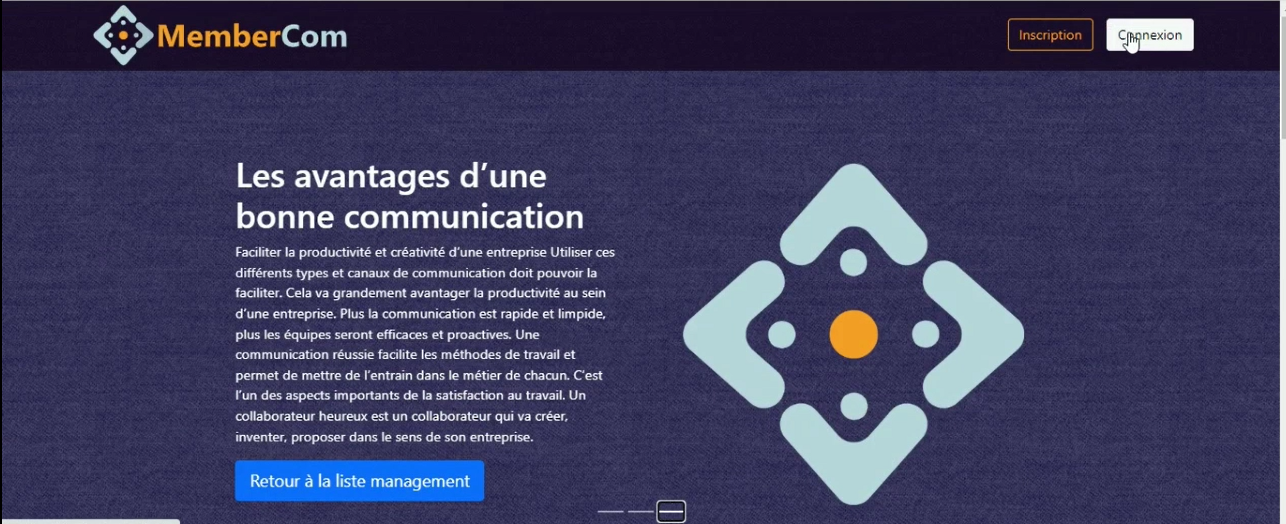 MemberCom
Inscription
Connexion
Les avantages d’une
bonne communication
Faciliter la productivité et créativité d’une entreprise Utiliser ces
différents types et canaux de communication doit pouvoir la
faciliter. Cela va grandement avantager la productivité au sein
d’une entreprise. Plus la communication est rapide et limpide,
plus les équipes seront efficaces et proactives. Une
communication réussie facilite les méthodes de travail et
permet de mettre de l’entrain dans le métier de chacun. C’est
l’un des aspects importants de la satisfaction au travail. Un
collaborateur heureux est un collaborateur qui va créer,
inventer, proposer dans le sens de son entreprise.
Retour à la liste management